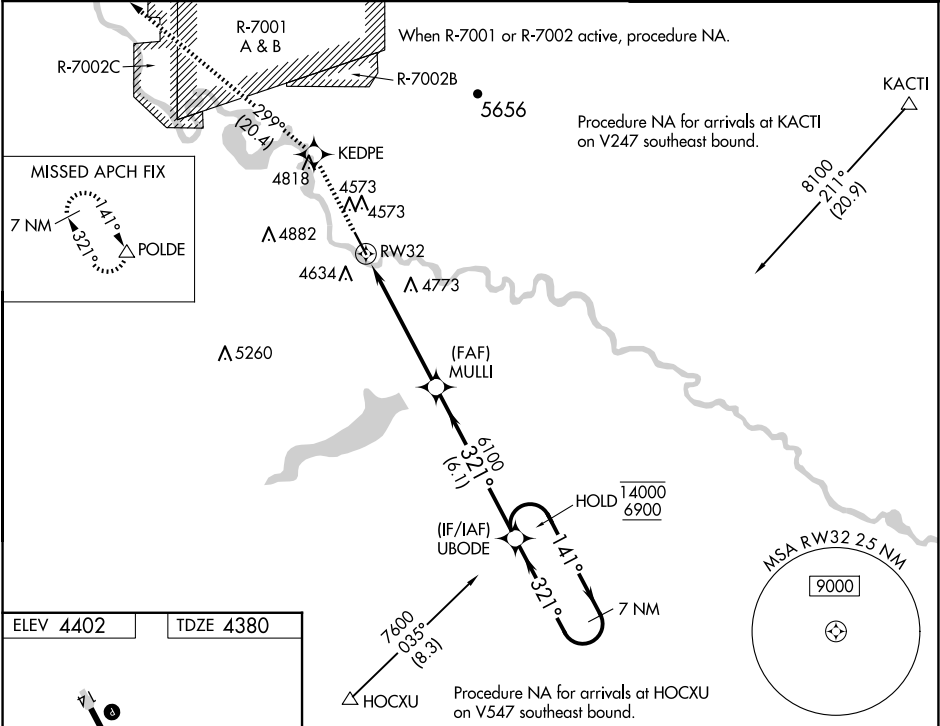 R-7001
A & B
When R-7001 or R-7002 active, procedure NA.
R-7002C
R-7002B
KACTI
5656
299°
(20.4)
Procedure NA for arrivals at KACTI
on V247 southeast bound.
KEDPE
4818
8100
211°
(20.9)
MISSED APCH FIX
7 NM
141°
321°
POLDE
4573
4573
4882
RW32
4634
4773
5260
(FAF)
MULLI
6100
321°
(6.1)
HOLD 14000
6900
(IF/IAF)
UBODE
141°
321°
7 NM
MSA RW32 25 NM
9000
ELEV 4402
TDZE 4380
7600
035°
(8.3)
HOCXU
Procedure NA for arrivals at HOCXU
on V547 southeast bound.
14
P